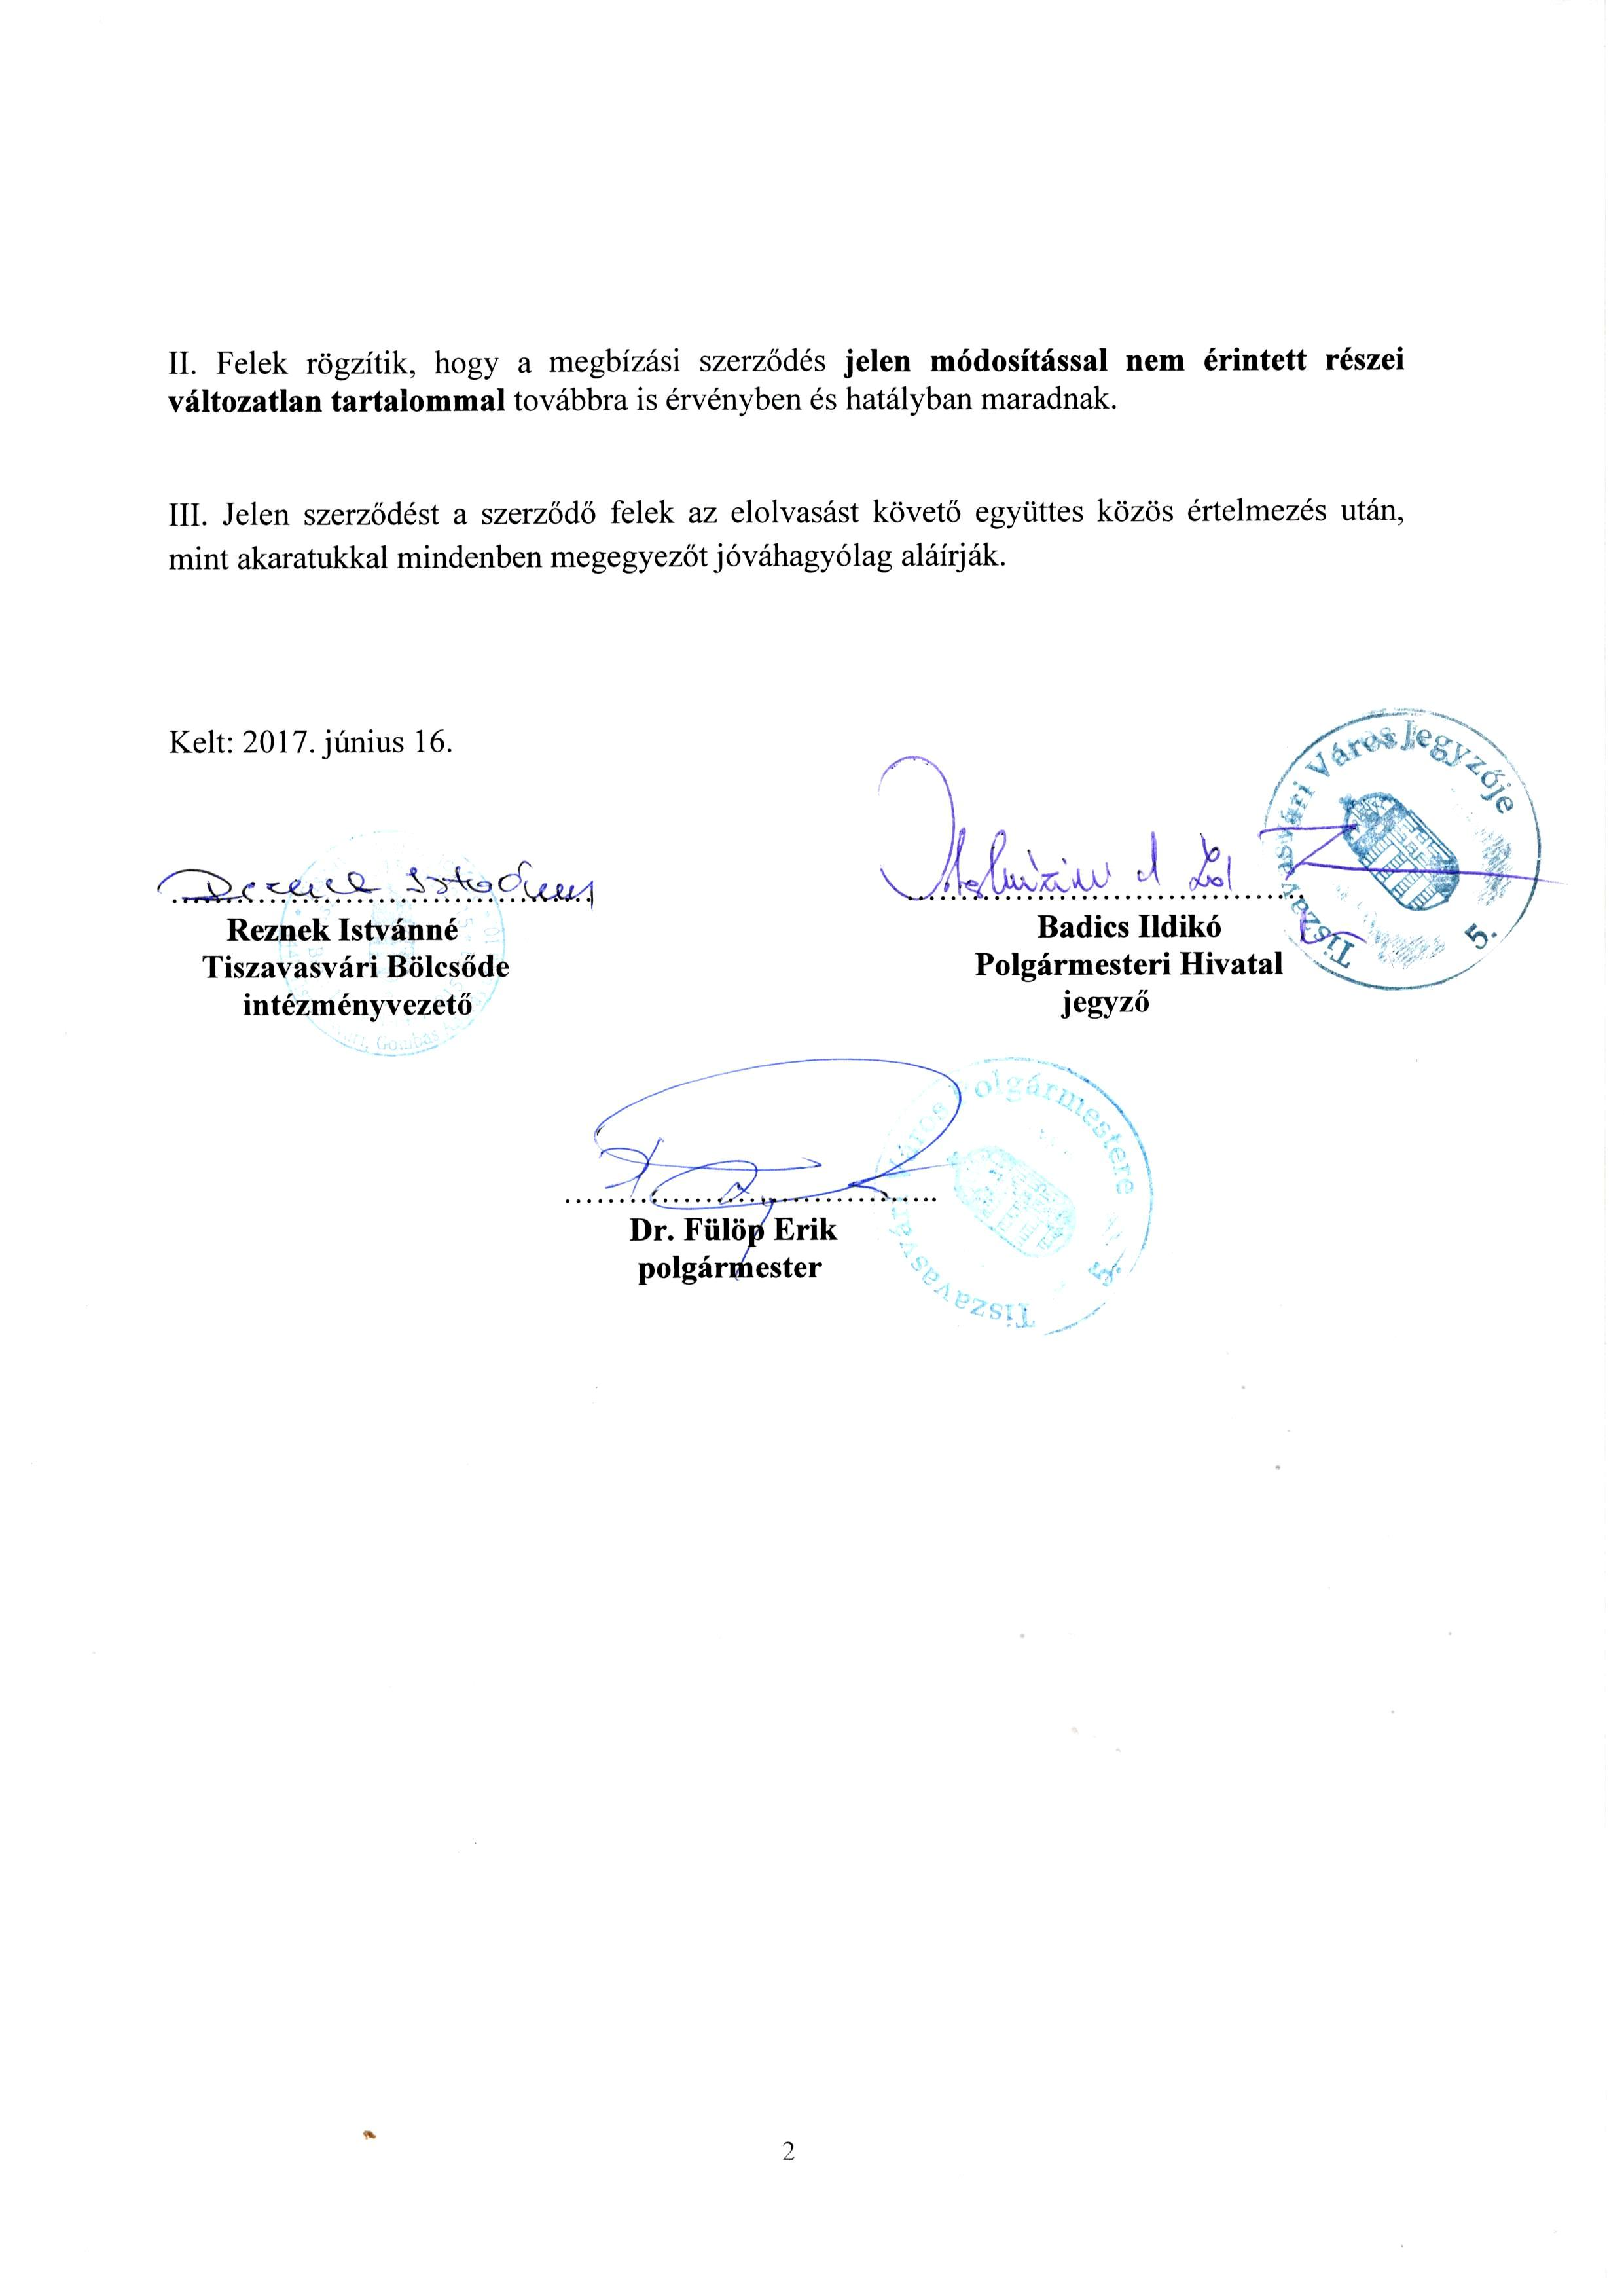 II. Felek rögzítik, hogy a megbízási szerződés jelen módosítással nem érintett részei
változatlan tartalommal továbbra is érvényben és hatályban maradnak.
III. Jelen szerződést a szerződő felek az elolvasást követő együttes közös értelmezés után,
mint akaratukkal mindenben megegyezőt jóváhagyólag aláírják.
Kelt: 2017. június 16.
Tiszavasvári Város Jegyzője
5.
Reznek Istvánné
Tiszavasvári Bölcsőde
intézményvezető
Gombás
Badics Ildikó
Polgármesteri Hivatal
jegyző
Tiszavasvári Város Polgármestere
5.
Dr. Fülöp Erik
polgármester
2